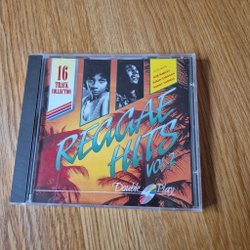 16
TRACK
COLLECTION
REGGAE
HITS
VOL 2
Double Play